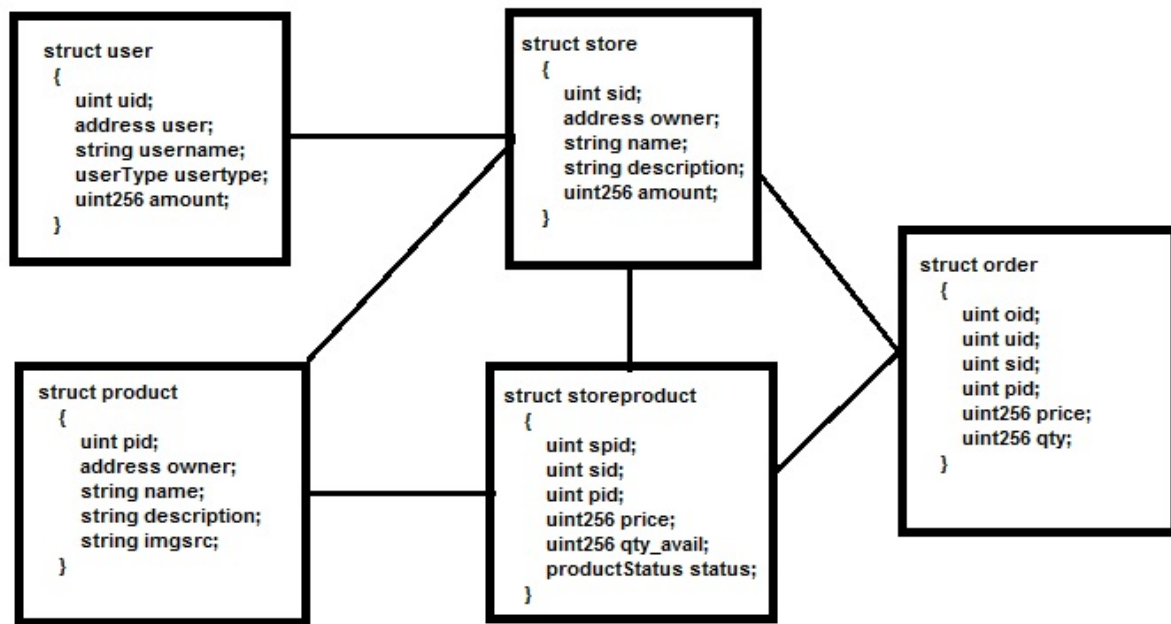 struct user
{
uint uid;
address user;
string username;
userType usertype;
uint256 amount;
}
struct store
{
uint sid;
address owner;
string name;
string description;
uint256 amount;
}
struct order
{
uint oid;
uint uid;
uint sid;
uint pid;
uint256 price;
uint256 qty;
}
struct product
{
uint pid;
address owner;
string name;
string description;
string imgsrc;
}
struct storeproduct
{
uint spid;
uint sid;
uint pid;
uint256 price;
uint256 qty_avail;
productStatus status;
}